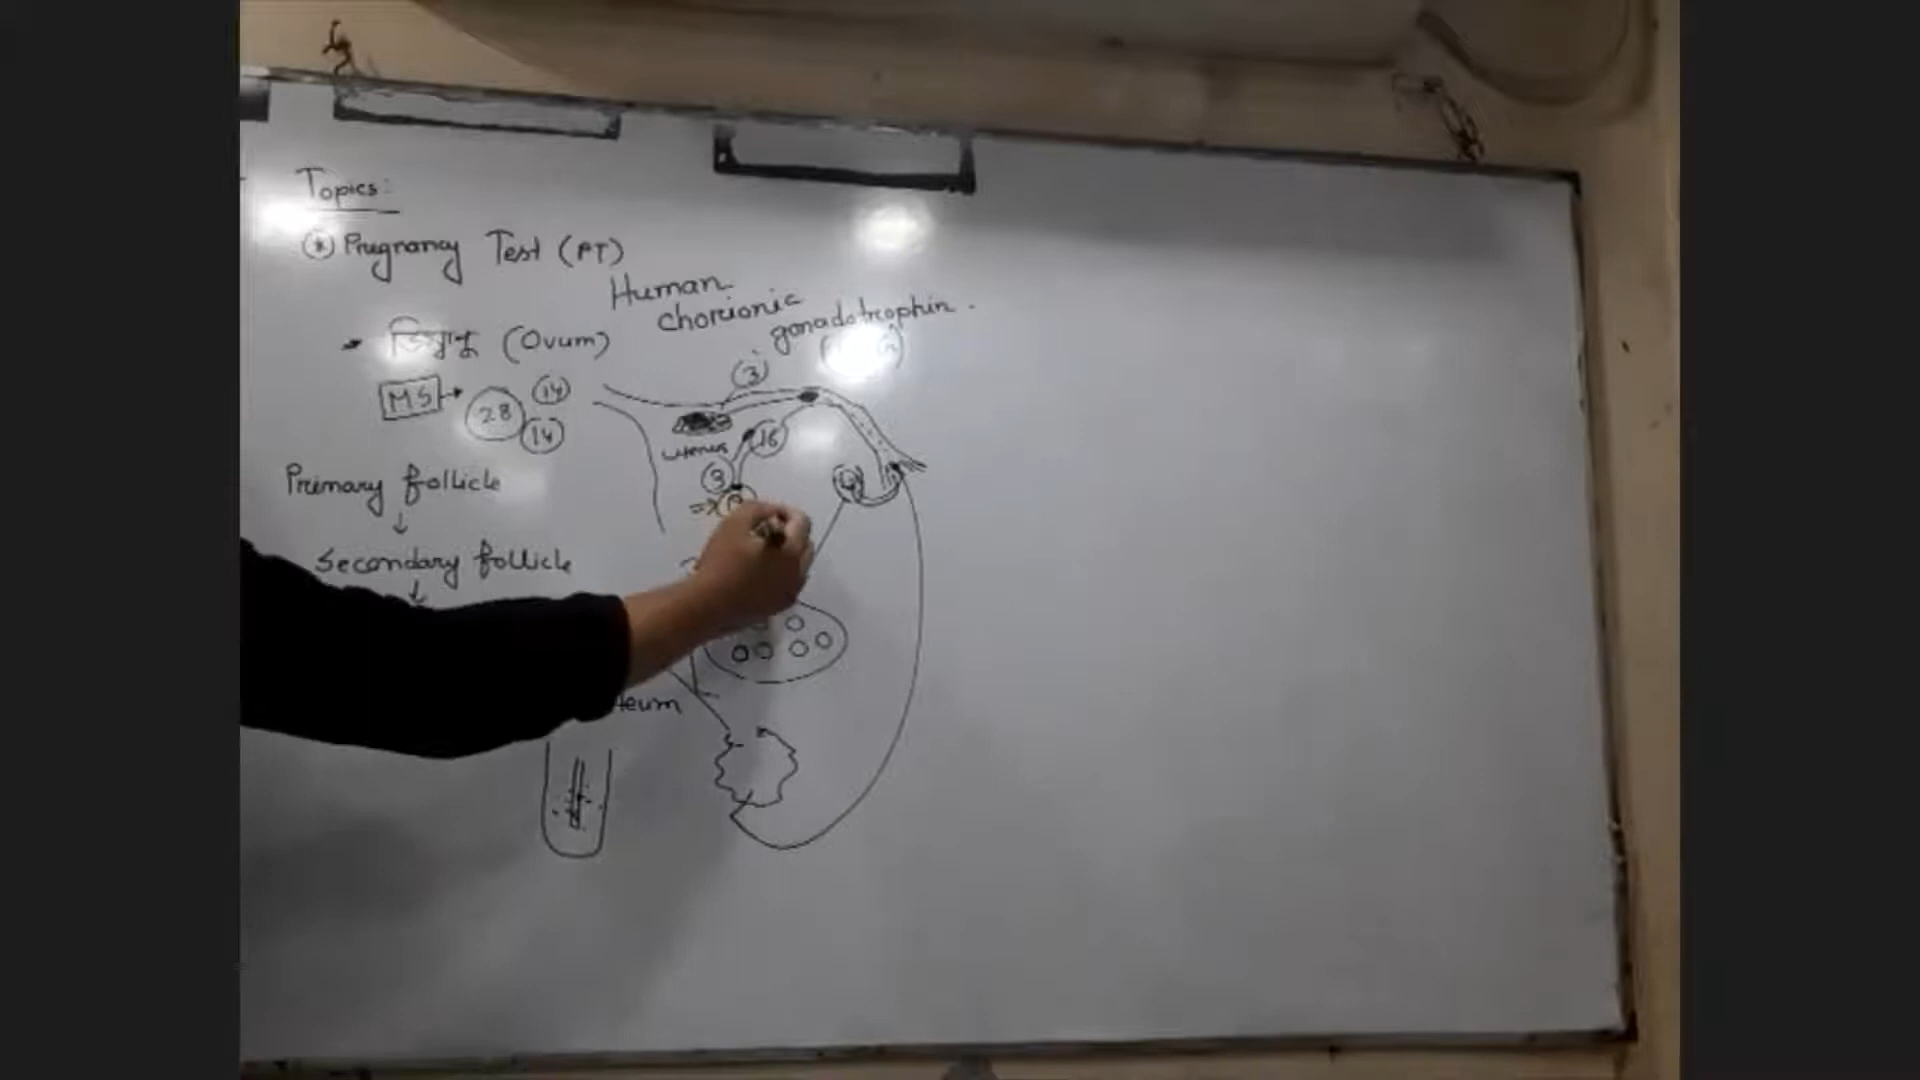 Topics:
* Pregnancy Test (PT)
Human
chorionic
gonadotrophin.
ডিম্বাণু (Ovum)
MS → 28 14
14
3
16
uterus
3
Primary follicle
↓
Secondary follicle
↓
teum